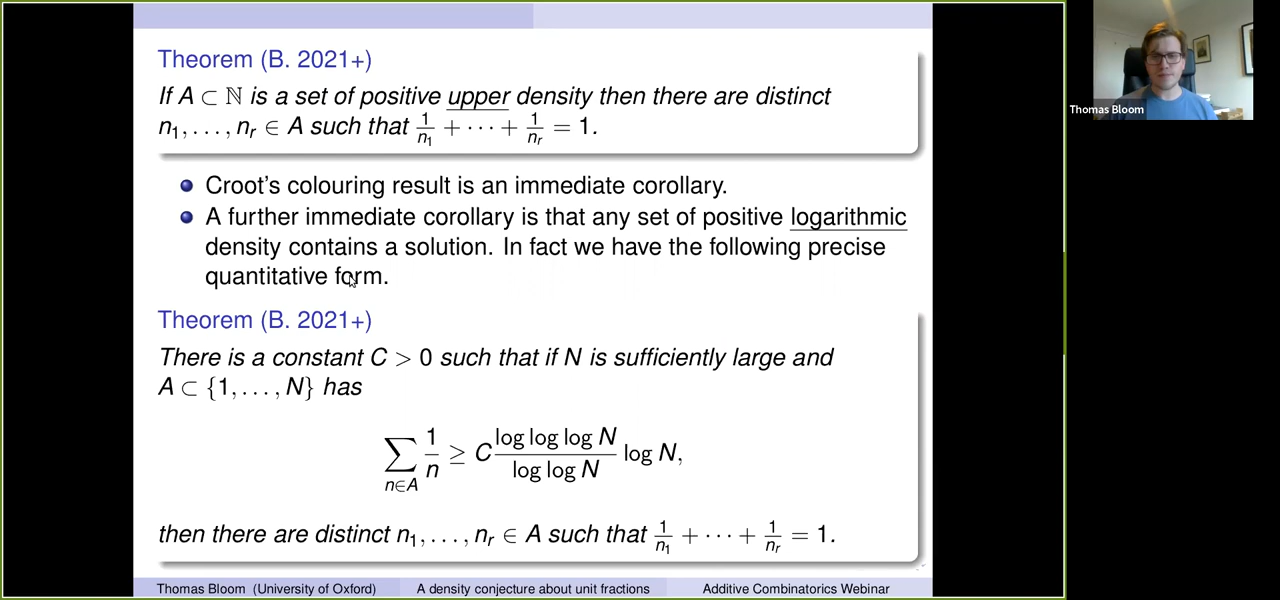 Theorem (B. 2021+)
If A ⊂ ℕ is a set of positive upper density then there are distinct
n₁, . . . , nᵣ ∈ A such that 1/n₁ + ⋯ + 1/nᵣ = 1.
Croot's colouring result is an immediate corollary.
A further immediate corollary is that any set of positive logarithmic
density contains a solution. In fact we have the following precise
quantitative form.
Theorem (B. 2021+)
There is a constant C > 0 such that if N is sufficiently large and
A ⊂ {1, . . . , N} has
∑_{n∈A} 1/n ≥ C (log log log N)/(log log N) log N,
then there are distinct n₁, . . . , nᵣ ∈ A such that 1/n₁ + ⋯ + 1/nᵣ = 1.
Thomas Bloom (University of Oxford) A density conjecture about unit fractions Additive Combinatorics Webinar
Thomas Bloom